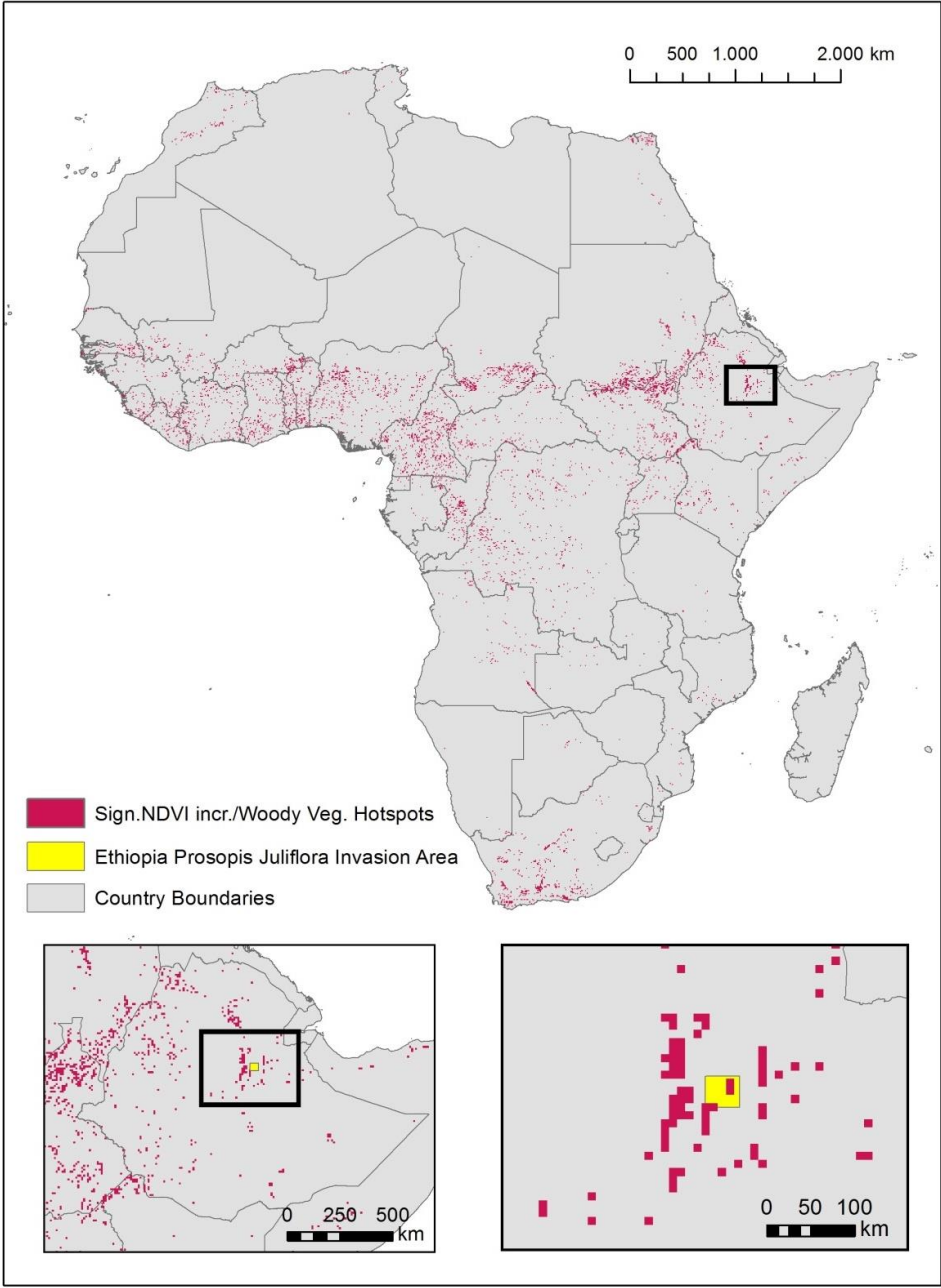 0 500 1.000 2.000 km
Sign.NDVI incr./Woody Veg. Hotspots
Ethiopia Prosopis Juliflora Invasion Area
Country Boundaries
0 250 500
km
0 50 100
km